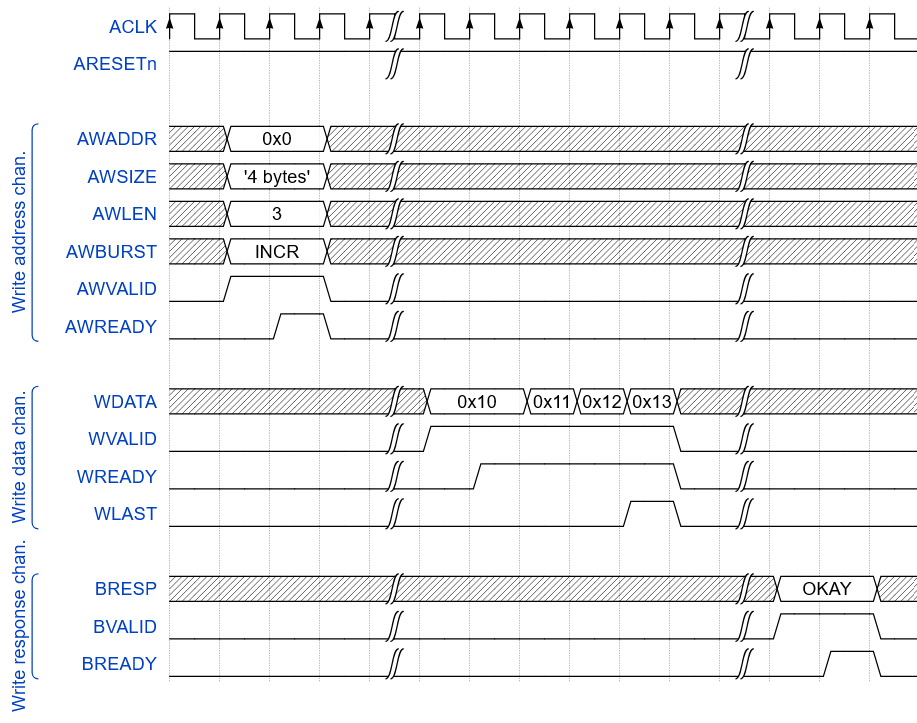 ACLK
ARESETn
Write address chan.
AWADDR 0x0
AWSIZE '4 bytes'
AWLEN 3
AWBURST INCR
AWVALID
AWREADY
Write data chan.
WDATA 0x10 0x11 0x12 0x13
WVALID
WREADY
WLAST
Write response chan.
BRESP OKAY
BVALID
BREADY